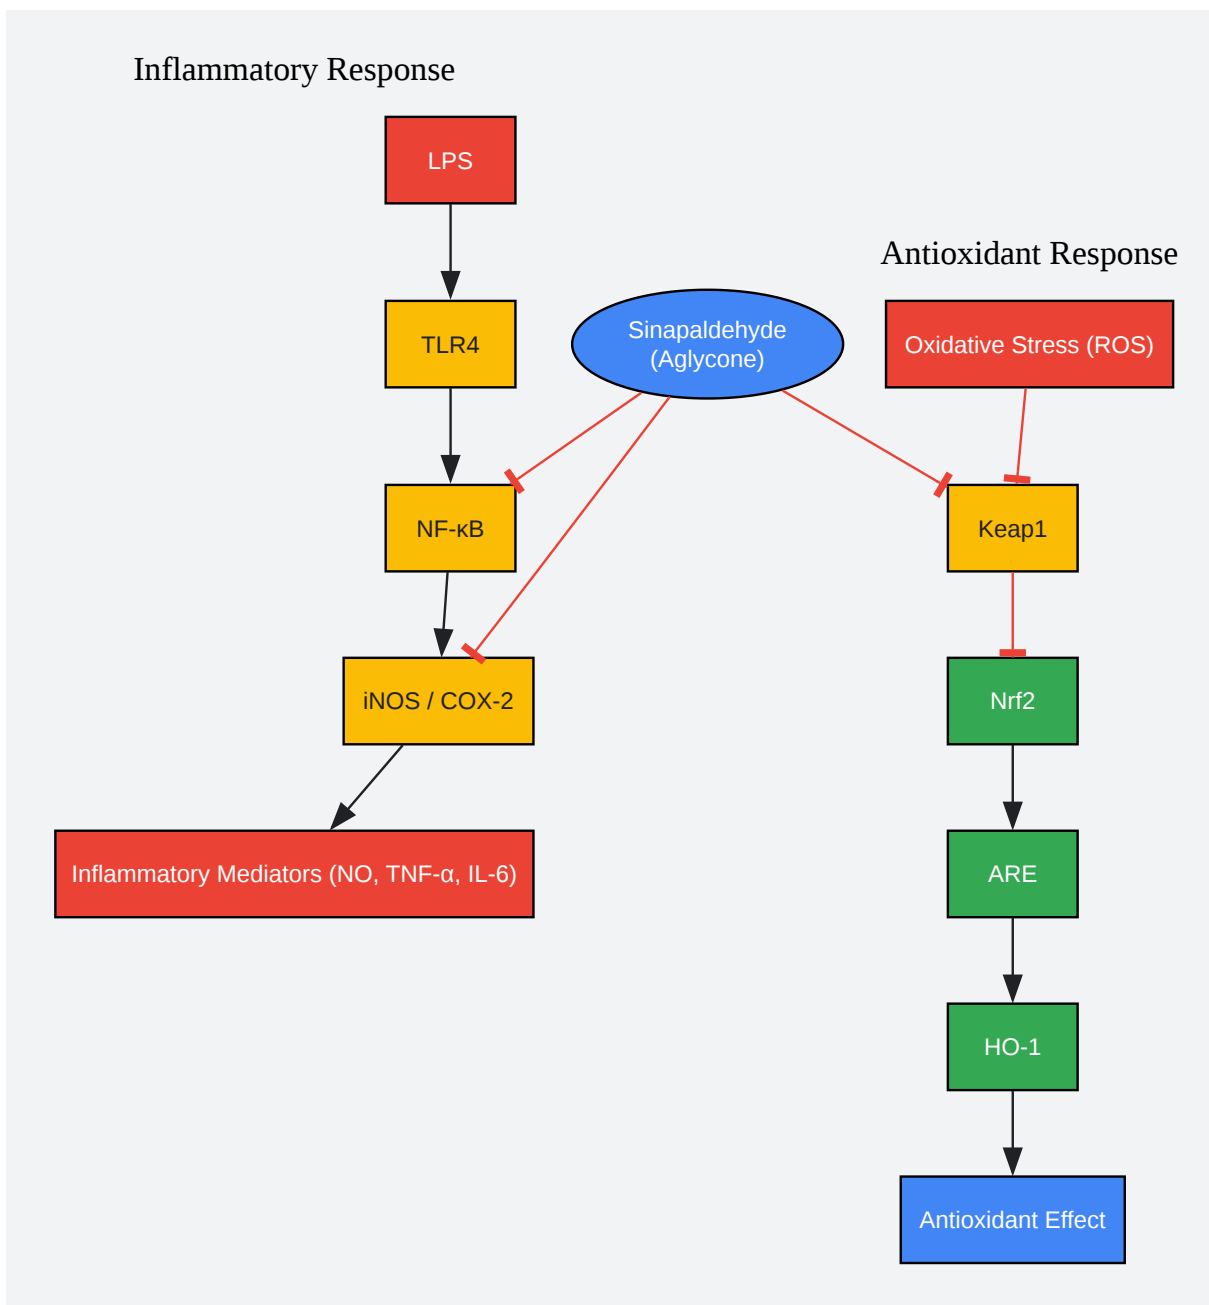 Inflammatory Response
LPS
Antioxidant Response
TLR4
Sinapaldehyde
(Aglycone)
Oxidative Stress (ROS)
NF-κB
Keap1
iNOS / COX-2
Nrf2
Inflammatory Mediators (NO, TNF-α, IL-6)
ARE
HO-1
Antioxidant Effect